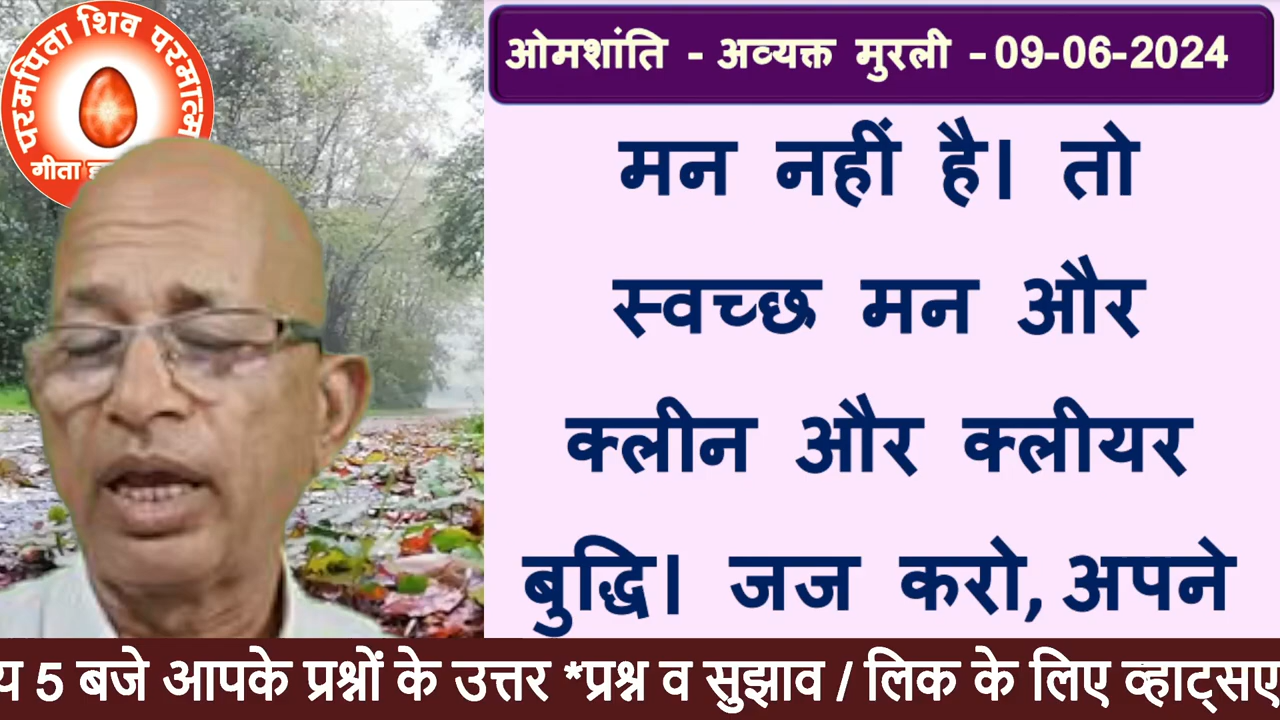 परमपिता शिव परमात्म
गीता
ओमशांति - अव्यक्त मुरली - 09-06-2024
मन नहीं है। तो
स्वच्छ मन और
क्लीन और क्लीयर
बुद्धि। जज करो, अपने
य 5 बजे आपके प्रश्नों के उत्तर *प्रश्न व सुझाव / लिक के लिए व्हाट्सए